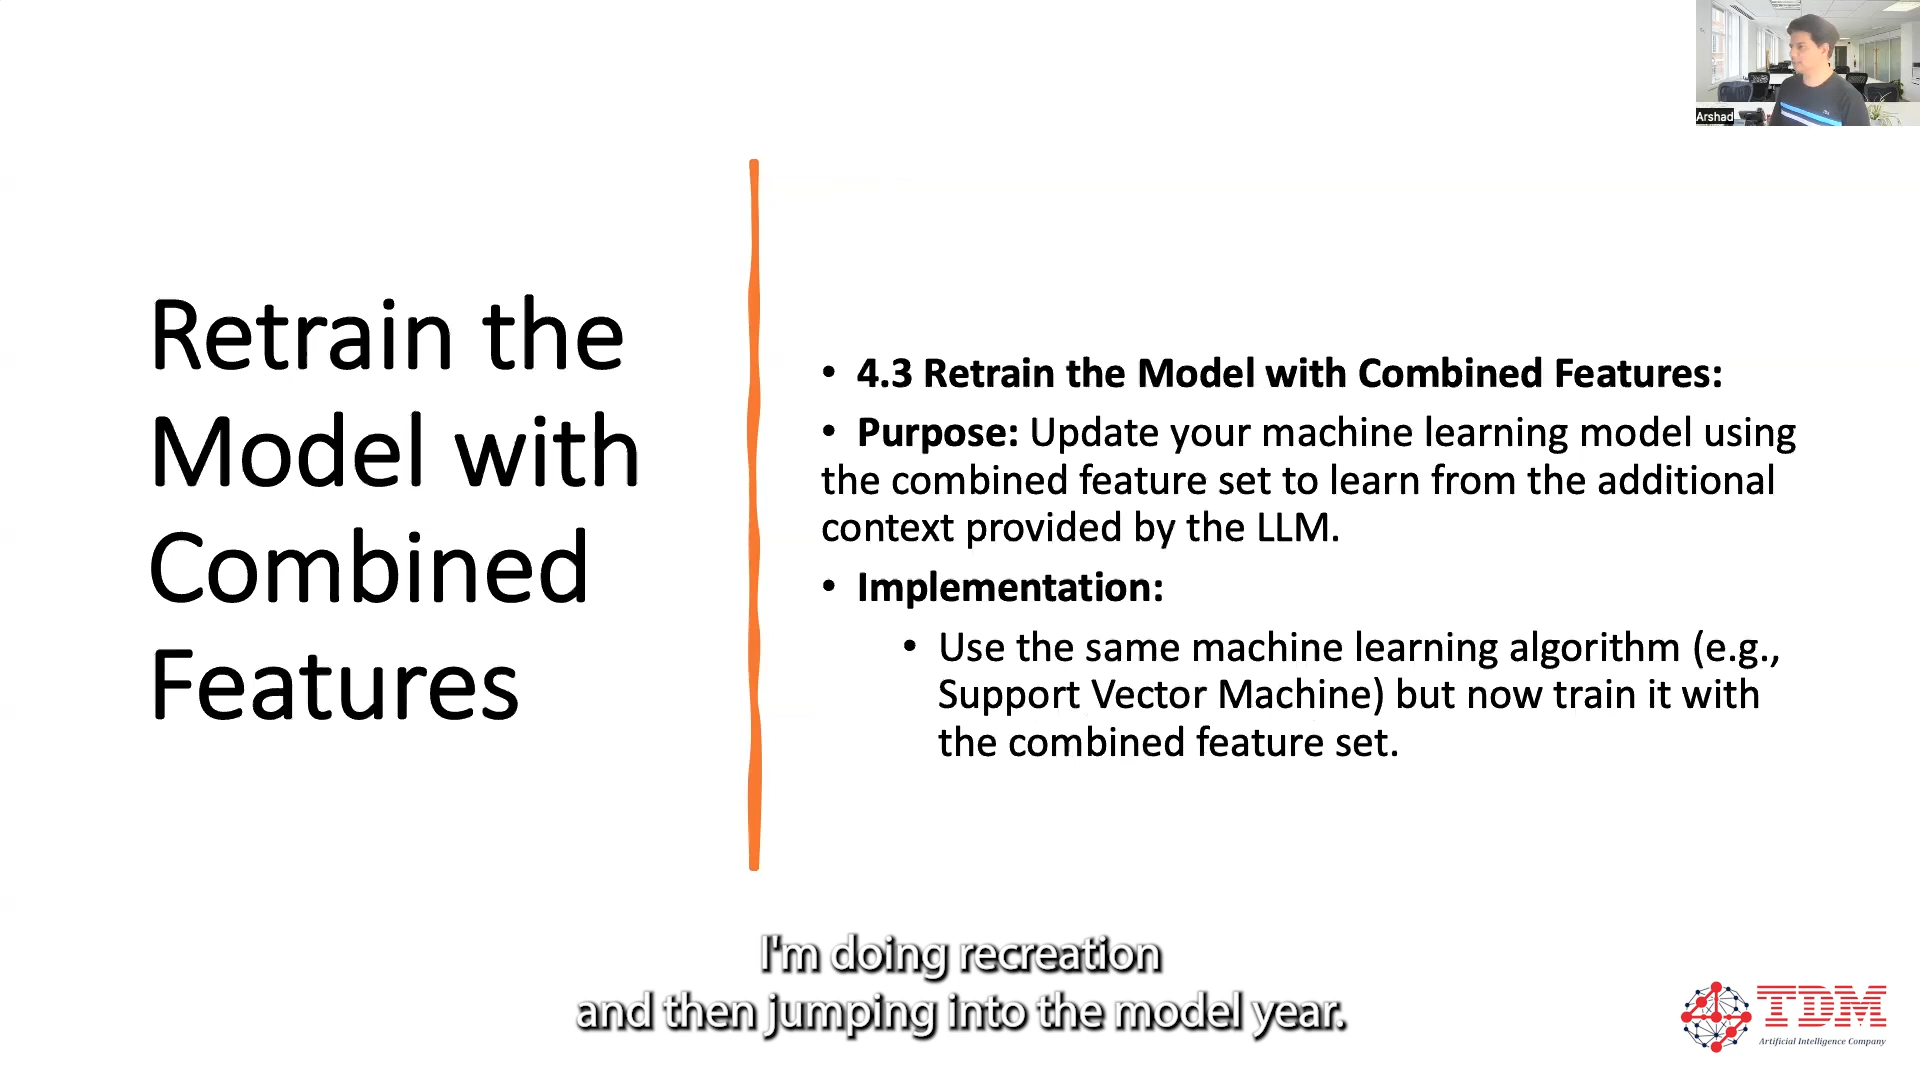 Arshad
Retrain the
Model with
Combined
Features
• 4.3 Retrain the Model with Combined Features:
• Purpose: Update your machine learning model using
the combined feature set to learn from the additional
context provided by the LLM.
• Implementation:
• Use the same machine learning algorithm (e.g.,
Support Vector Machine) but now train it with
the combined feature set.
I'm doing recreation
and then jumping into the model year.
TDM
Artificial Intelligence Company